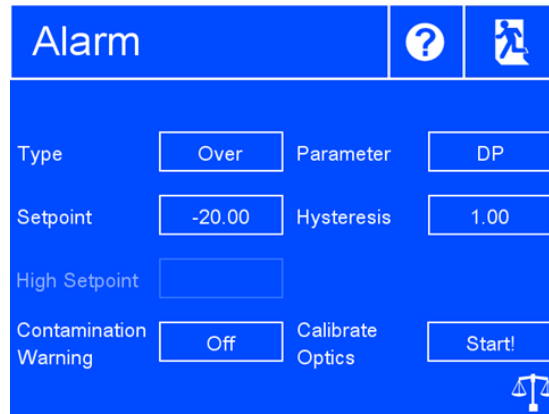 Alarm ?
Type Over Parameter DP
Setpoint -20.00 Hysteresis 1.00
High Setpoint
Contamination Calibrate
Warning Off Optics Start!